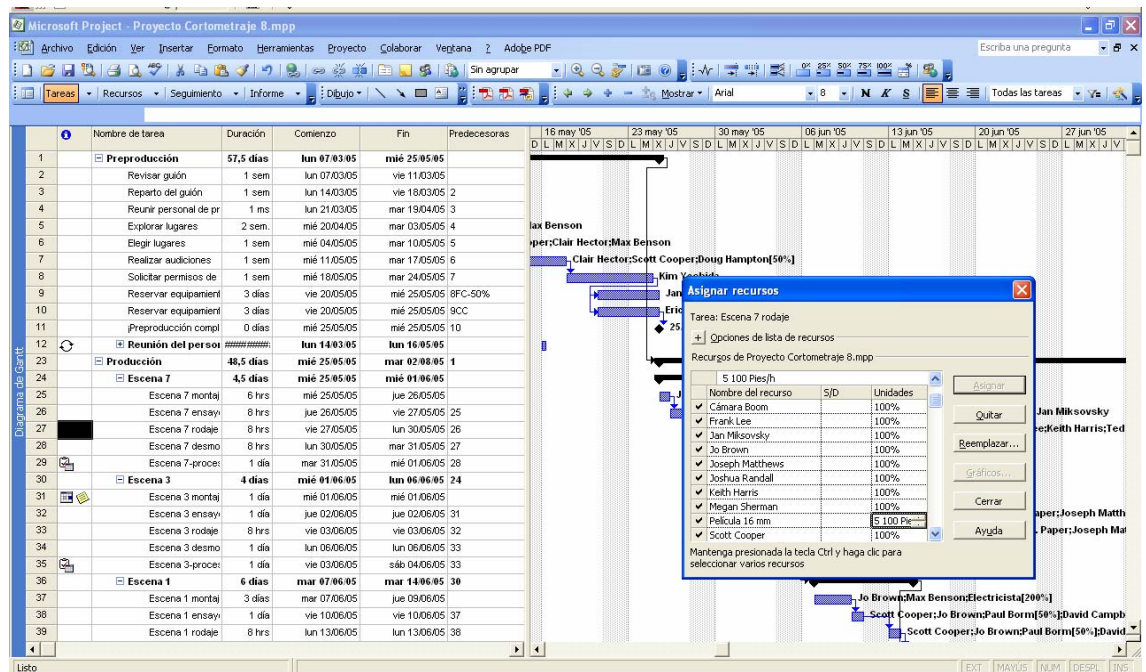 Microsoft Project - Proyecto Cortometraje 8.mpp
Archivo Edición Ver Insertar Formato Herramientas Proyecto Colaborar Ventana ? Adobe PDF Escriba una pregunta
Sin agrupar 0% 25% 50% 75% 100%
Tareas Recursos Seguimiento Informe Dibujo Mostrar Arial 8 N K S Todas las tareas
Nombre de tarea Duración Comienzo Fin Predecesoras 16 may '05 23 may '05 30 may '05 06 jun '05 13 jun '05 20 jun '05 27 jun '05
D L M X J V S D L M X J V S D L M X J V S D L M X J V S D L M X J V S D L M X J V S D L M X J V
1 Preproducción 57,5 días lun 07/03/05 mié 25/05/05
2 Revisar guión 1 sem lun 07/03/05 vie 11/03/05
3 Reparto del guión 1 sem lun 14/03/05 vie 18/03/05 2
4 Reunir personal de pr 1 ms lun 21/03/05 mar 19/04/05 3
5 Explorar lugares 2 sem. mié 20/04/05 mar 03/05/05 4 Max Benson
6 Elegir lugares 1 sem mié 04/05/05 mar 10/05/05 5 oper;Clair Hector;Max Benson
7 Realizar audiciones 1 sem mié 11/05/05 mar 17/05/05 6 Clair Hector;Scott Cooper;Doug Hampton[50%]
8 Solicitar permisos de 1 sem mié 18/05/05 mar 24/05/05 7 Kim Yoshida
9 Reservar equipamient 3 días vie 20/05/05 mié 25/05/05 8FC-50% Jan
10 Reservar equipamient 3 días vie 20/05/05 mié 25/05/05 9CC Eric
11 ¡Preproducción compl 0 días mié 25/05/05 mié 25/05/05 10 25
12 Reunión del person ######## lun 14/03/05 lun 16/05/05
23 Producción 48,5 días mié 25/05/05 mar 02/08/05 1
24 Escena 7 4,5 días mié 25/05/05 mié 01/06/05
25 Escena 7 montaj 6 hrs mié 25/05/05 jue 26/05/05 J
26 Escena 7 ensayo 8 hrs jue 26/05/05 vie 27/05/05 25 Jan Miksovsky
27 Escena 7 rodaje 8 hrs vie 27/05/05 lun 30/05/05 26 ee;Keith Harris;Ted
28 Escena 7 desmo 8 hrs lun 30/05/05 mar 31/05/05 27
29 Escena 7-proces 1 día mar 31/05/05 mié 01/06/05 28
30 Escena 3 4 días mié 01/06/05 lun 06/06/05 24
31 Escena 3 montaj 1 día mié 01/06/05 mié 01/06/05
32 Escena 3 ensayo 1 día jue 02/06/05 jue 02/06/05 31 aper;Joseph Matth
33 Escena 3 rodaje 8 hrs vie 03/06/05 vie 03/06/05 32 . Paper;Joseph Mat
34 Escena 3 desmo 1 día lun 06/06/05 lun 06/06/05 33
35 Escena 3-proces 1 día vie 03/06/05 sáb 04/06/05 33
36 Escena 1 6 días mar 07/06/05 mar 14/06/05 30
37 Escena 1 montaj 3 días mar 07/06/05 jue 09/06/05 Jo Brown;Max Benson;Electricista[200%]
38 Escena 1 ensayo 1 día vie 10/06/05 vie 10/06/05 37 Scott Cooper;Jo Brown;Paul Borm[50%];David Campb
39 Escena 1 rodaje 8 hrs lun 13/06/05 lun 13/06/05 38 Scott Cooper;Jo Brown;Paul Borm[50%];David
Diagrama de Gantt
Asignar recursos
Tarea: Escena 7 rodaje
+ Opciones de lista de recursos
Recursos de Proyecto Cortometraje 8.mpp
5 100 Pies/h
Nombre del recurso S/D Unidades
Cámara Boom 100%
Frank Lee 100%
Jan Miksovsky 100%
Jo Brown 100%
Joseph Matthews 100%
Joshua Randall 100%
Keith Harris 100%
Megan Sherman 100%
Película 16 mm 5 100 Pie
Scott Cooper 100%
Asignar
Quitar
Reemplazar...
Gráficos...
Cerrar
Ayuda
Mantenga presionada la tecla Ctrl y haga clic para
seleccionar varios recursos
Listo EXT MAYÚS NUM DESPL INS